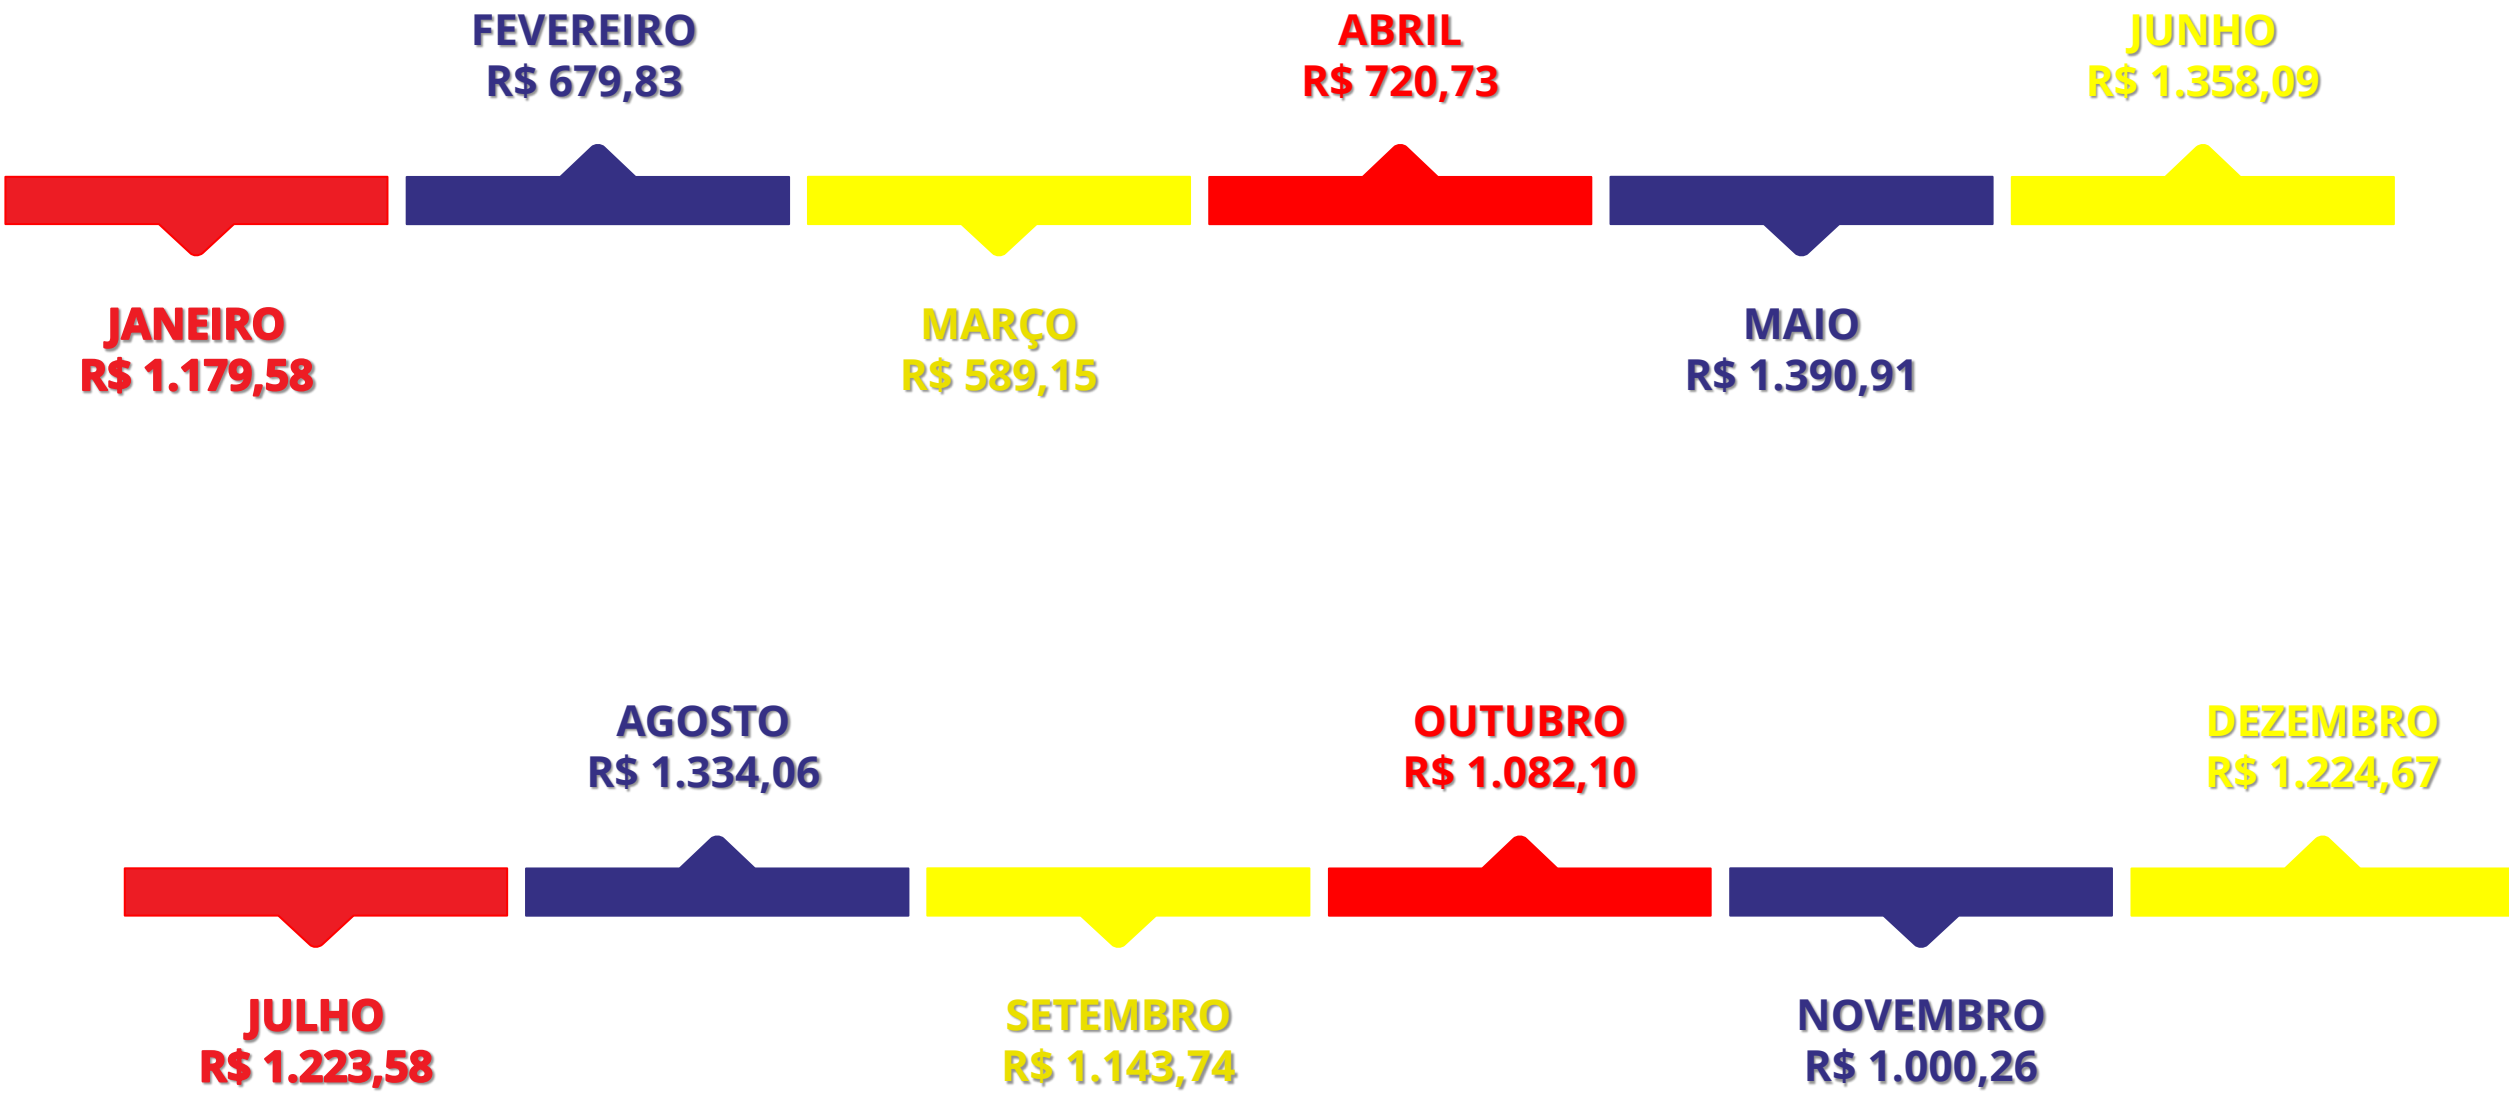 FEVEREIRO
R$ 679,83
ABRIL
R$ 720,73
JUNHO
R$ 1.358,09
JANEIRO
R$ 1.179,58
MARÇO
R$ 589,15
MAIO
R$ 1.390,91
AGOSTO
R$ 1.334,06
OUTUBRO
R$ 1.082,10
DEZEMBRO
R$ 1.224,67
JULHO
R$ 1.223,58
SETEMBRO
R$ 1.143,74
NOVEMBRO
R$ 1.000,26